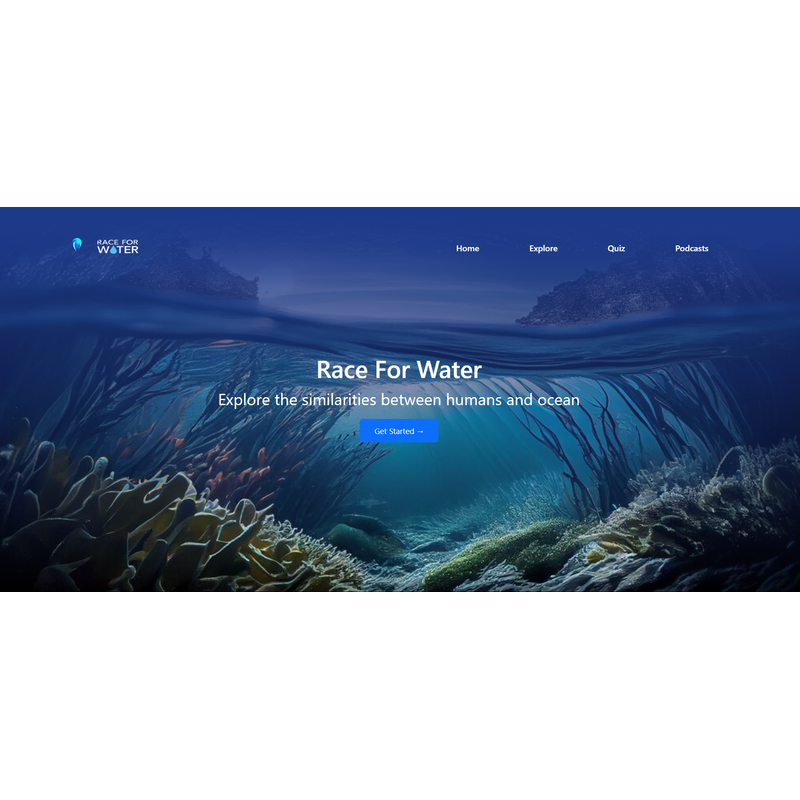 RACE FOR
WATER
Home Explore Quiz Podcasts
Race For Water
Explore the similarities between humans and ocean
Get Started →